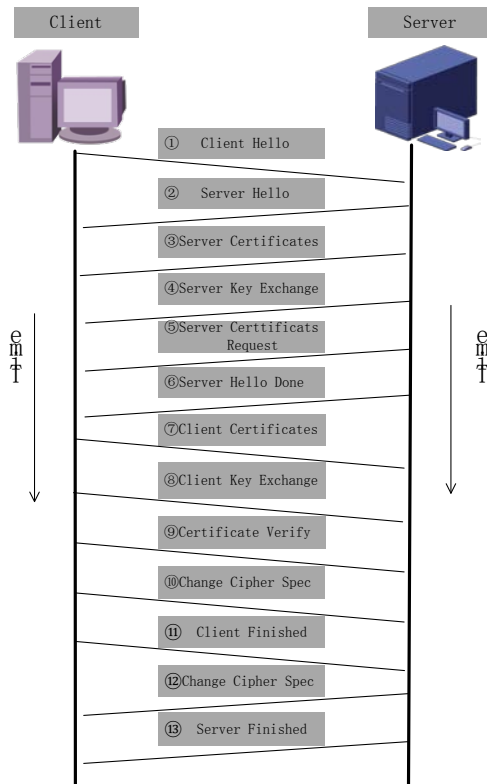 Client
Server
① Client Hello
② Server Hello
③Server Certificates
④Server Key Exchange
⑤Server Certtificats
Request
⑥Server Hello Done
⑦Client Certificates
⑧Client Key Exchange
⑨Certificate Verify
⑩Change Cipher Spec
⑪ Client Finished
⑫Change Cipher Spec
⑬ Server Finished
Time
Time